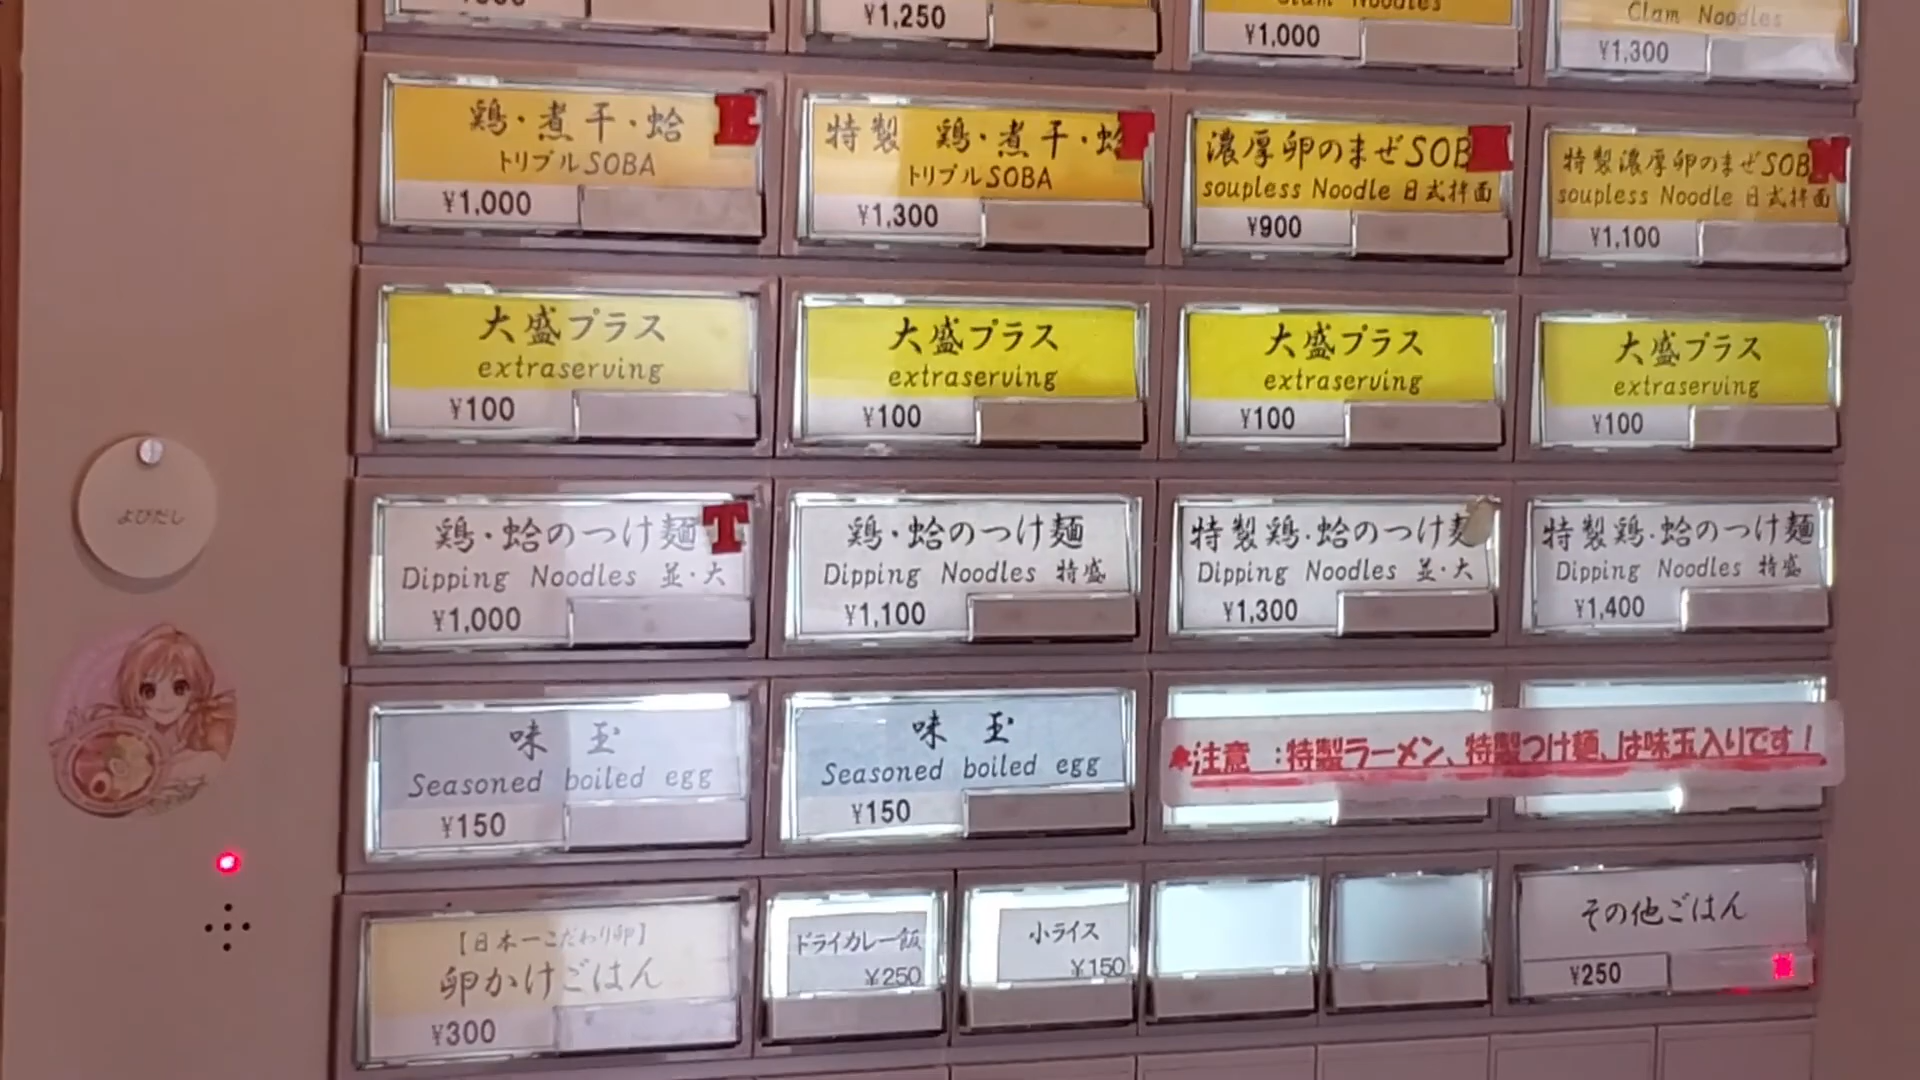 ¥1,250
Clam Noodles
¥1,000
Clam Noodles
¥1,300
鶏・煮干・蛤
トリプルSOBA
¥1,000
特製 鶏・煮干・蛤
トリプルSOBA
¥1,300
濃厚卵のまぜSOB
soupless Noodle 日式拌面
¥900
特製濃厚卵のまぜSOB
soupless Noodle 日式拌面
¥1,100
大盛プラス
extraserving
¥100
大盛プラス
extraserving
¥100
大盛プラス
extraserving
¥100
大盛プラス
extraserving
¥100
よびだし
鶏・蛤のつけ麺
T
Dipping Noodles 並・大
¥1,000
鶏・蛤のつけ麺
Dipping Noodles 特盛
¥1,100
特製鶏・蛤のつけ麺
Dipping Noodles 並・大
¥1,300
特製鶏・蛤のつけ麺
Dipping Noodles 特盛
¥1,400
味 玉
Seasoned boiled egg
¥150
味 玉
Seasoned boiled egg
¥150
注意 :特製ラーメン、特製つけ麺、は味玉入りです!
【日本一こだわり卵】
卵かけごはん
¥300
ドライカレー飯
¥250
小ライス
¥150
その他ごはん
¥250